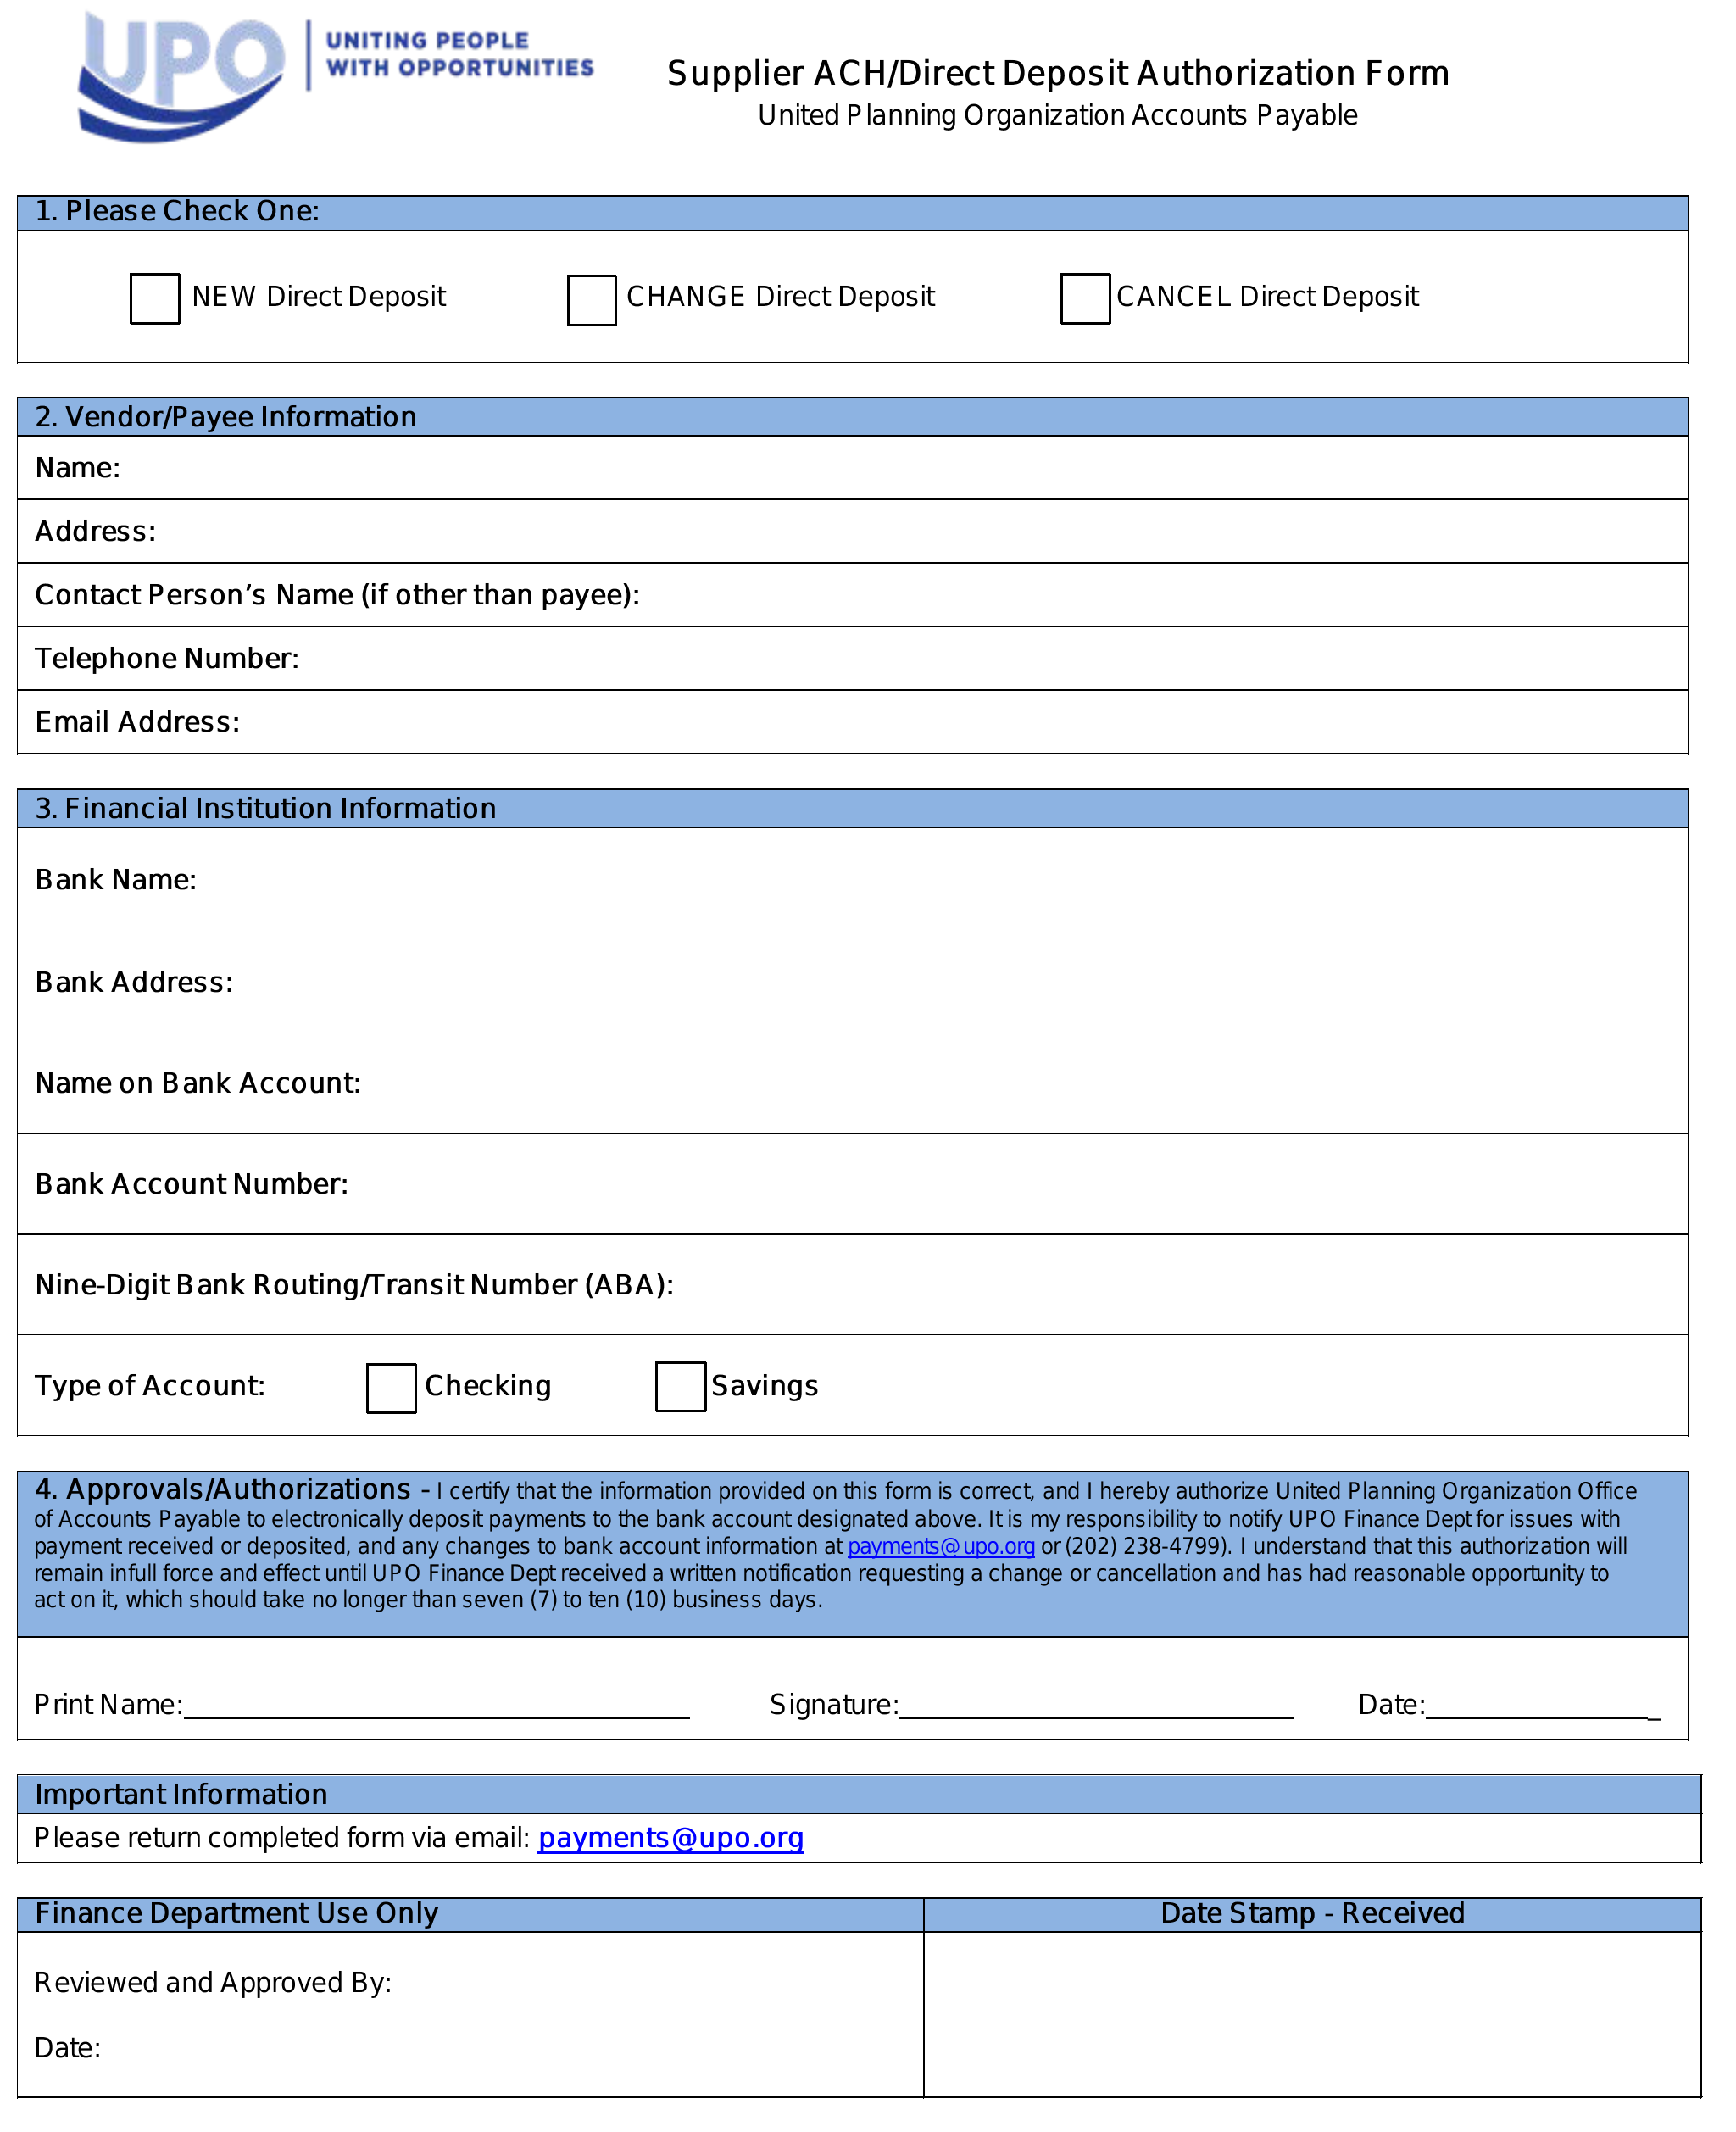 UPO
UNITING PEOPLE
WITH OPPORTUNITIES
Supplier ACH/Direct Deposit Authorization Form
United Planning Organization Accounts Payable
1. Please Check One:
NEW Direct Deposit CHANGE Direct Deposit CANCEL Direct Deposit
2. Vendor/Payee Information
Name:
Address:
Contact Person’s Name (if other than payee):
Telephone Number:
Email Address:
3. Financial Institution Information
Bank Name:
Bank Address:
Name on Bank Account:
Bank Account Number:
Nine-Digit Bank Routing/Transit Number (ABA):
Type of Account: Checking Savings
4. Approvals/Authorizations - I certify that the information provided on this form is correct, and I hereby authorize United Planning Organization Office
of Accounts Payable to electronically deposit payments to the bank account designated above. It is my responsibility to notify UPO Finance Dept for issues with
payment received or deposited, and any changes to bank account information at payments@upo.org or (202) 238-4799). I understand that this authorization will
remain infull force and effect until UPO Finance Dept received a written notification requesting a change or cancellation and has had reasonable opportunity to
act on it, which should take no longer than seven (7) to ten (10) business days.
Print Name: Signature: Date:
Important Information
Please return completed form via email: payments@upo.org
Finance Department Use Only Date Stamp - Received
Reviewed and Approved By:
Date: